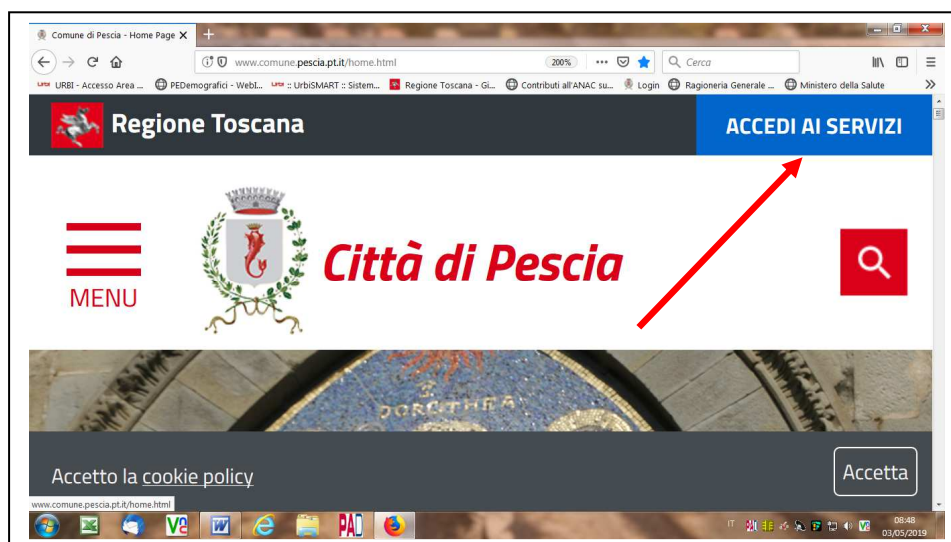 Comune di Pescia - Home Page
www.comune.pescia.pt.it/home.html
200%
Cerca
URBI - Accesso Area ...
PEDemografici - WebI...
:: UrbiSMART :: Sistem...
Regione Toscana - Gi...
Contributi all'ANAC su...
Login
Ragioneria Generale ...
Ministero della Salute
Regione Toscana
ACCEDI AI SERVIZI
MENU
Città di Pescia
DOROTHEA
Accetto la cookie policy
Accetta
www.comune.pescia.pt.it/home.html
PAD
IT
08:48
03/05/2019